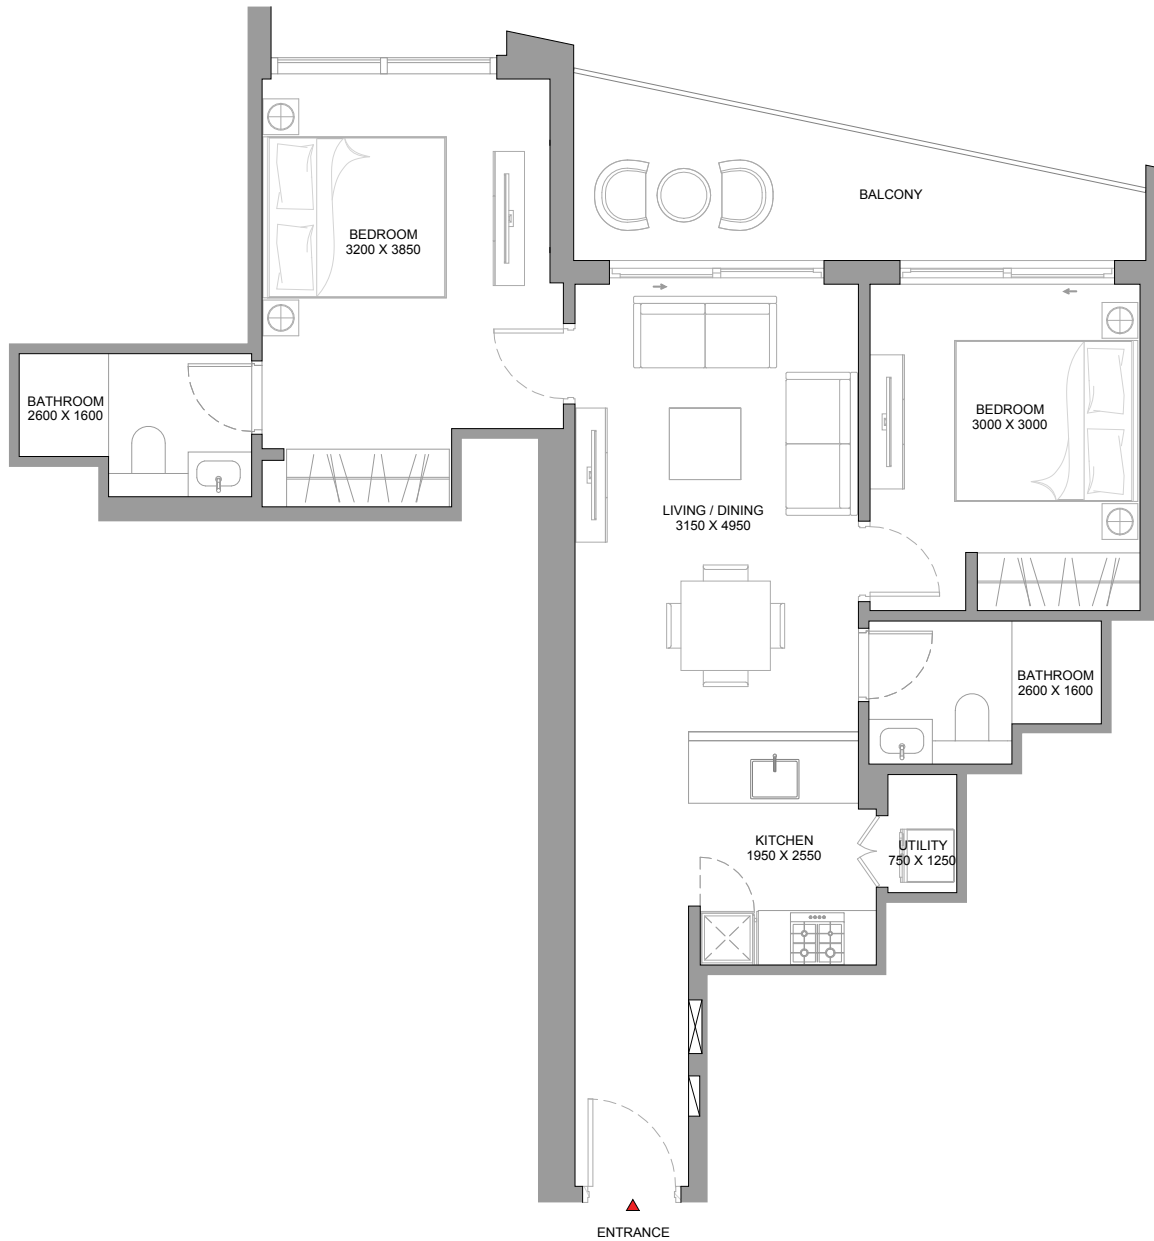 BALCONY
BEDROOM
3200 X 3850
BATHROOM
2600 X 1600
BEDROOM
3000 X 3000
LIVING / DINING
3150 X 4950
BATHROOM
2600 X 1600
KITCHEN
1950 X 2550
UTILITY
750 X 1250
ENTRANCE